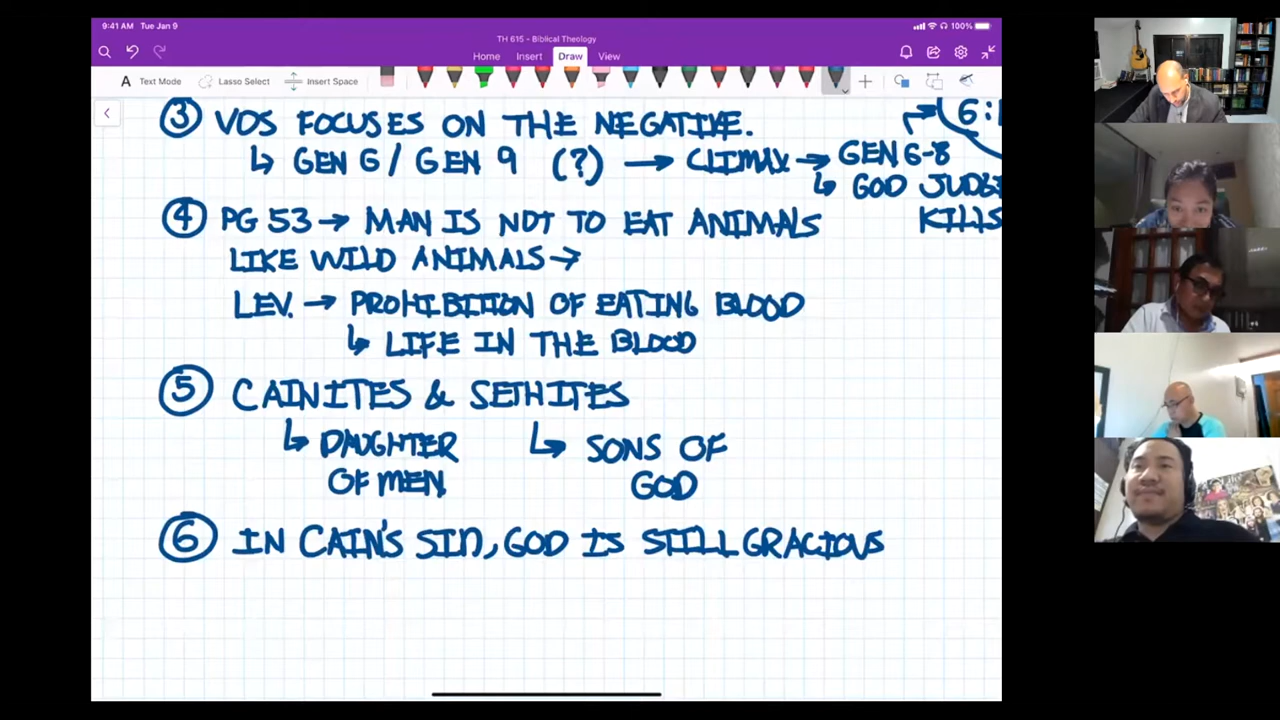 9:41 AM Tue Jan 9
100%
TH 615 - Biblical Theology
Home Insert Draw View
Text Mode Lasso Select Insert Space
③ VOS FOCUSES ON THE NEGATIVE.
↳ GEN 6 / GEN 9 (?) → CLIMAX → GEN 6-8
↳ GOD
KILLS
④ PG 53 → MAN IS NOT TO EAT ANIMALS
LIKE WILD ANIMALS →
LEV. → PROHIBITION OF EATING BLOOD
↳ LIFE IN THE BLOOD
⑤ CAINITES & SETHITES
↳ DAUGHTER OF MEN.
↳ SONS OF GOD
⑥ IN CAIN'S SIN, GOD IS STILL GRACIOUS